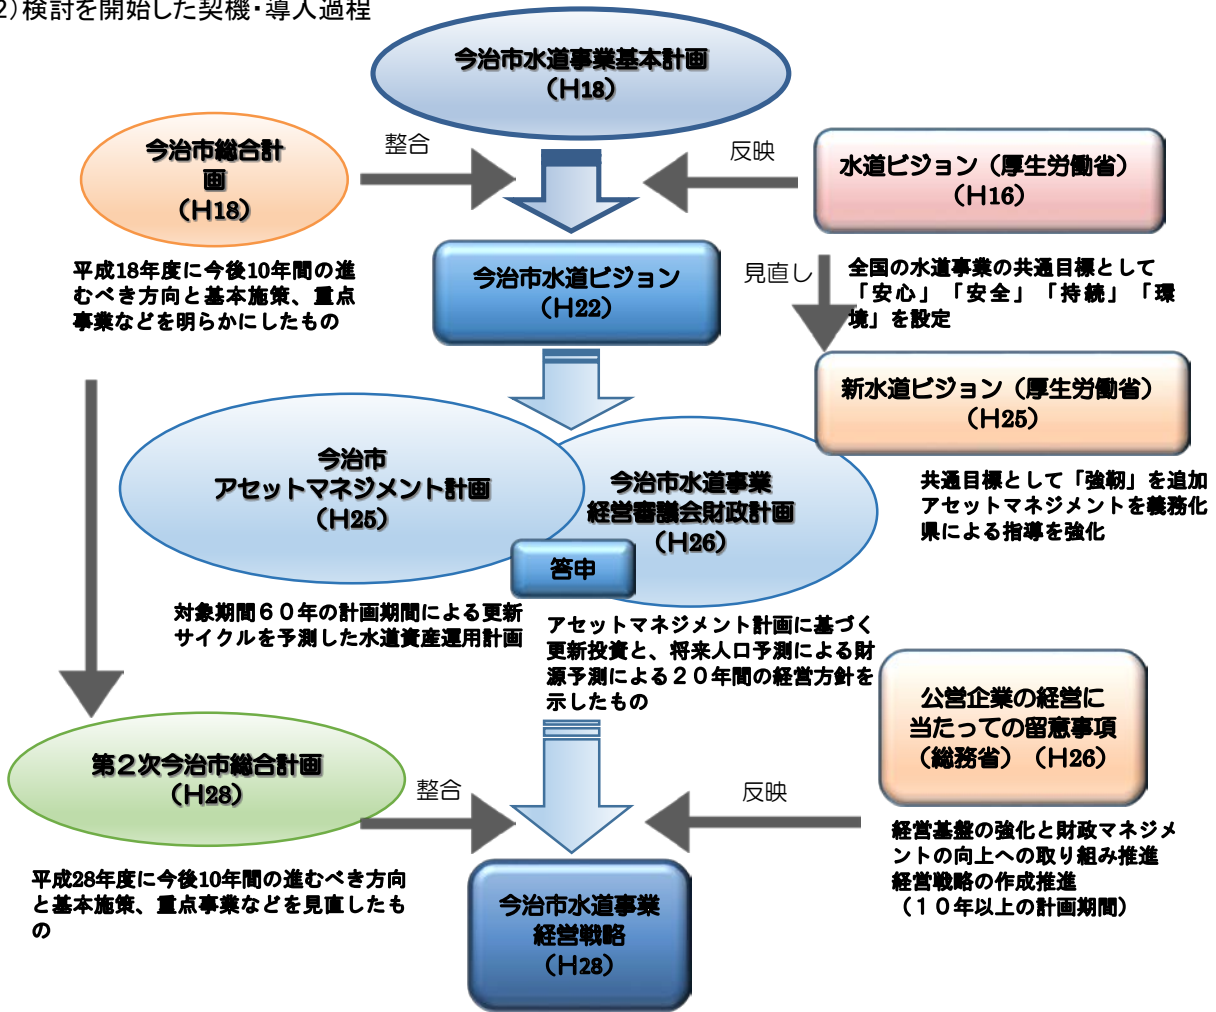 2）検討を開始した契機・導入過程
今治市水道事業基本計画
（H18）
今治市総合計
画
（H18）
整合
反映
水道ビジョン（厚生労働省）
（H16）
平成18年度に今後10年間の進
むべき方向と基本施策、重点
事業などを明らかにしたもの
今治市水道ビジョン
（H22）
見直し
全国の水道事業の共通目標として
「安心」「安全」「持続」「環
境」を設定
新水道ビジョン（厚生労働省）
（H25）
今治市
アセットマネジメント計画
（H25）
今治市水道事業
経営審議会財政計画
（H26）
答申
共通目標として「強靭」を追加
アセットマネジメントを義務化
県による指導を強化
対象期間６０年の計画期間による更新
サイクルを予測した水道資産運用計画
アセットマネジメント計画に基づく
更新投資と、将来人口予測による財
源予測による２０年間の経営方針を
示したもの
公営企業の経営に
当たっての留意事項
（総務省）（H26）
第２次今治市総合計画
（H28）
整合
反映
経営基盤の強化と財政マネジメ
ントの向上への取り組み推進
経営戦略の作成推進
（１０年以上の計画期間）
平成28年度に今後10年間の進むべき方向
と基本施策、重点事業などを見直したも
の
今治市水道事業
経営戦略
（H28）